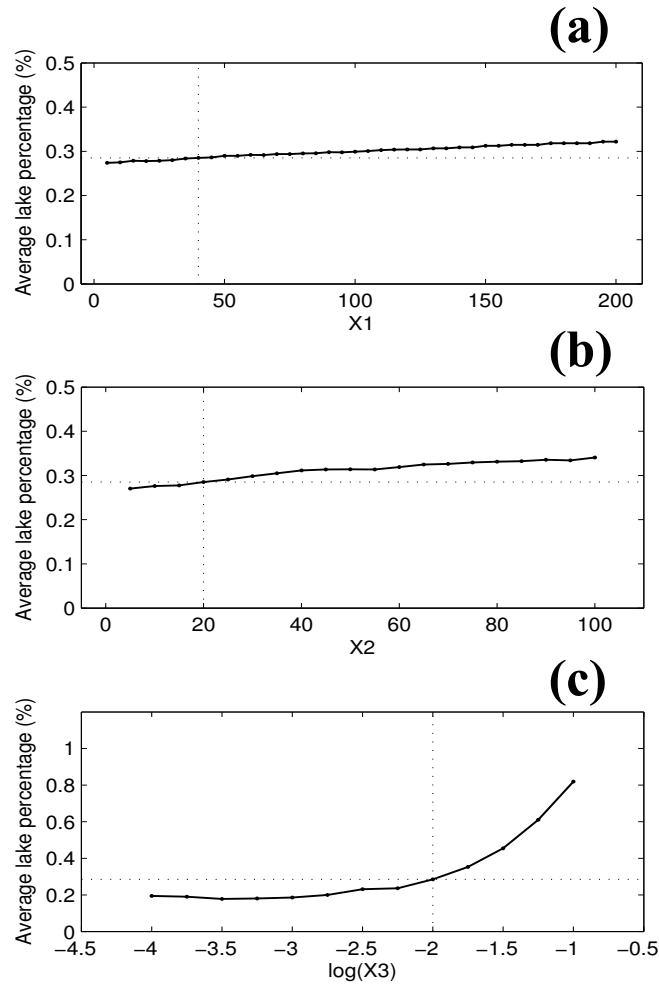 (a)
Average lake percentage (%)
0.5
0.4
0.3
0.2
0.1
0
0 50 100 150 200
X1
(b)
Average lake percentage (%)
0.5
0.4
0.3
0.2
0.1
0
0 20 40 60 80 100
X2
(c)
Average lake percentage (%)
1
0.8
0.6
0.4
0.2
0
−4.5 −4 −3.5 −3 −2.5 −2 −1.5 −1 −0.5
log(X3)